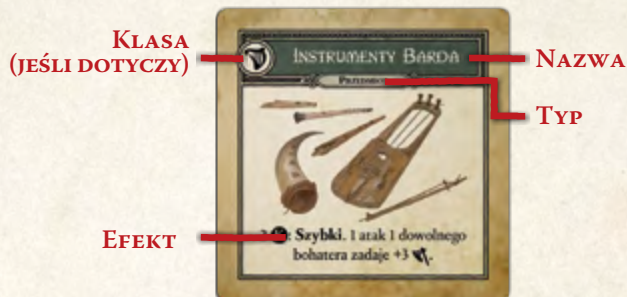 KLASA
(JEŚLI DOTYCZY)
INSTRUMENTY BARDA
NAZWA
TYP
EFEKT
: Szybki. 1 atak 1 dowolnego
bohatera zadaje +3